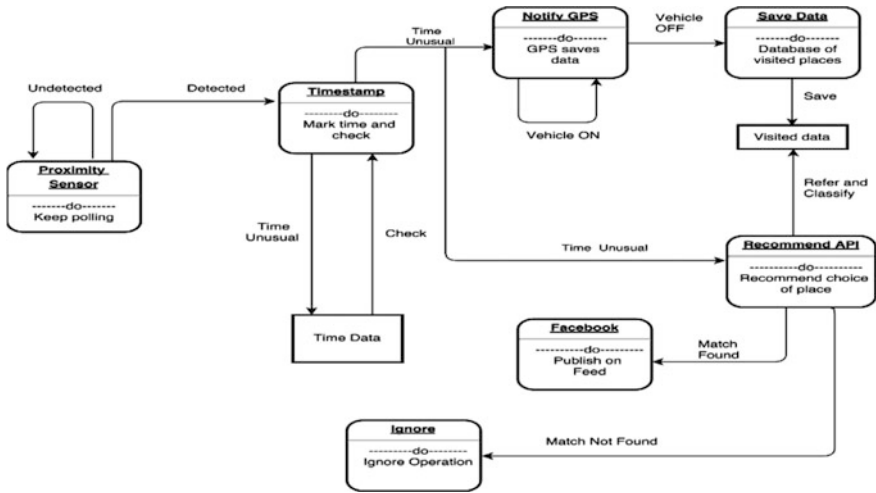 Notify GPS
---------do-------
GPS saves
data
Vehicle
OFF
Save Data
---------do---------
Database of
visited places
Time
Unusual
Undetected
Detected
Timestamp
------do-------
Mark time and
check
Vehicle ON
Save
Visited data
Proximity
Sensor
-------do-------
Keep polling
Refer and
Classify
Time
Unusual
Check
Time Unusual
Recommend API
---------do----------
Recommend choice
of place
Time Data
Facebook
---------do-------
Publish on
Feed
Match
Found
Ignore
---------do-------
Ignore Operation
Match Not Found